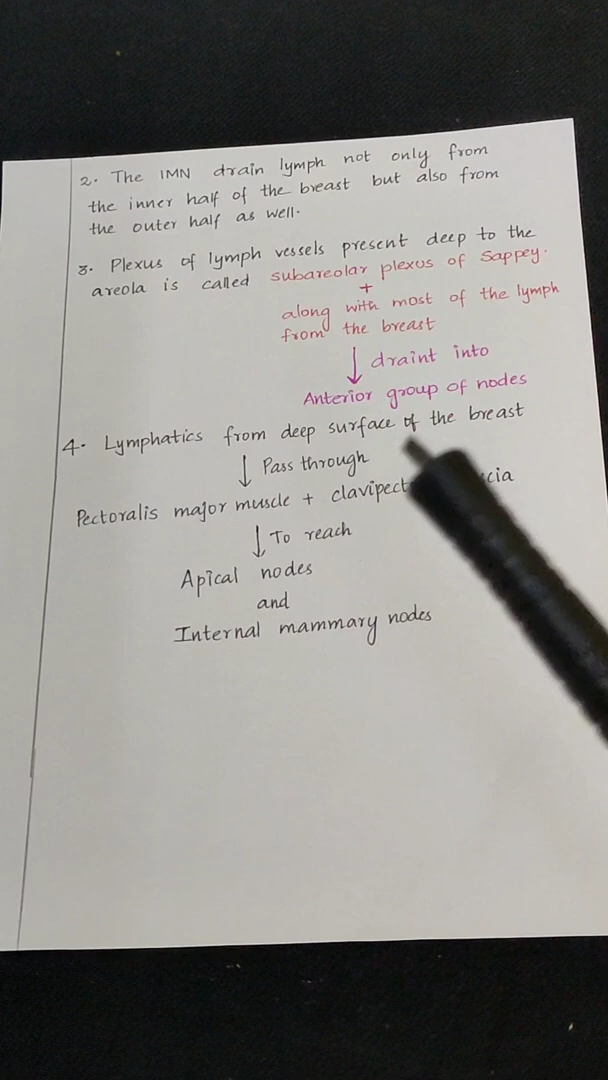 2. The IMN drain lymph not only from
the inner half of the breast but also from
the outer half as well.
3. Plexus of lymph vessels present deep to the
areola is called subareolar plexus of Sappey.
+
along with most of the lymph
from the breast
↓ draint into
Anterior group of nodes
4. Lymphatics from deep surface of the breast
↓ Pass through
Pectoralis major muscle +
↓ To reach
Apical nodes
and
Internal mammary nodes